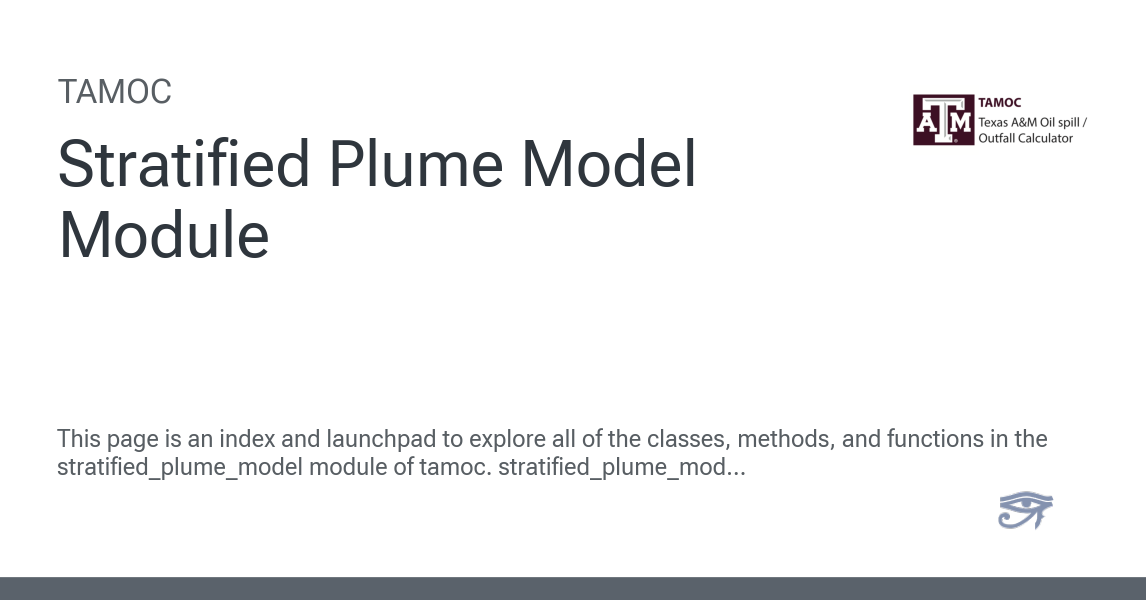 TAMOC
Stratified Plume Model
Module
ATM
TAMOC
Texas A&M Oil spill /
Outfall Calculator
This page is an index and launchpad to explore all of the classes, methods, and functions in the
stratified_plume_model module of tamoc. stratified_plume_mod...